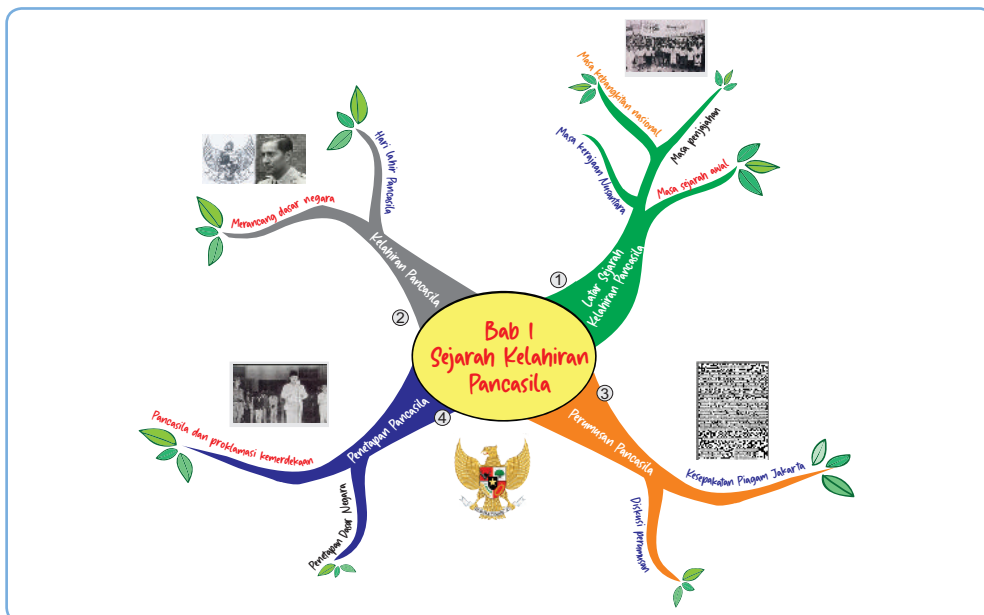 Bab 1
Sejarah Kelahiran
Pancasila
1
Latar Sejarah
Kelahiran Pancasila
Masa sejarah awal
Masa penjajahan
Masa kebangkitan nasional
Masa kerajaan Nusantara
2
Kelahiran Pancasila
Hari lahir Pancasila
Merancang dasar negara
3
Perumusan Pancasila
Kesepakatan Piagam Jakarta
Diskusi perumusan
4
Penetapan Pancasila
Pancasila dan proklamasi kemerdekaan
Penetapan Dasar Negara